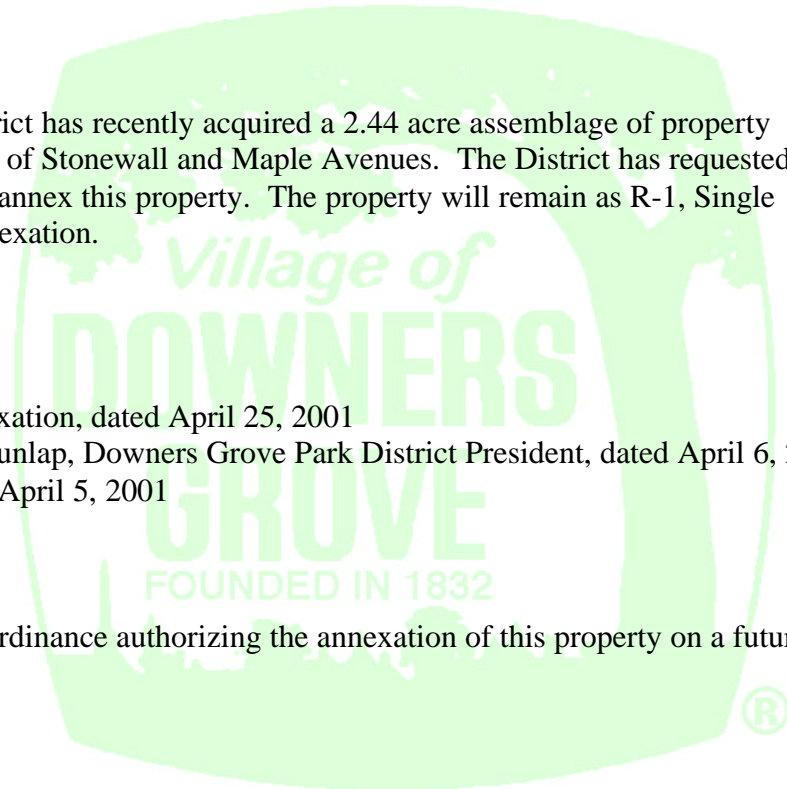 rict has recently acquired a 2.44 acre assemblage of property
of Stonewall and Maple Avenues. The District has requested
annex this property. The property will remain as R-1, Single
exation.
Village of
DOWNERS
GROVE
FOUNDED IN 1832
®
xation, dated April 25, 2001
unlap, Downers Grove Park District President, dated April 6,
April 5, 2001
rdinance authorizing the annexation of this property on a futur